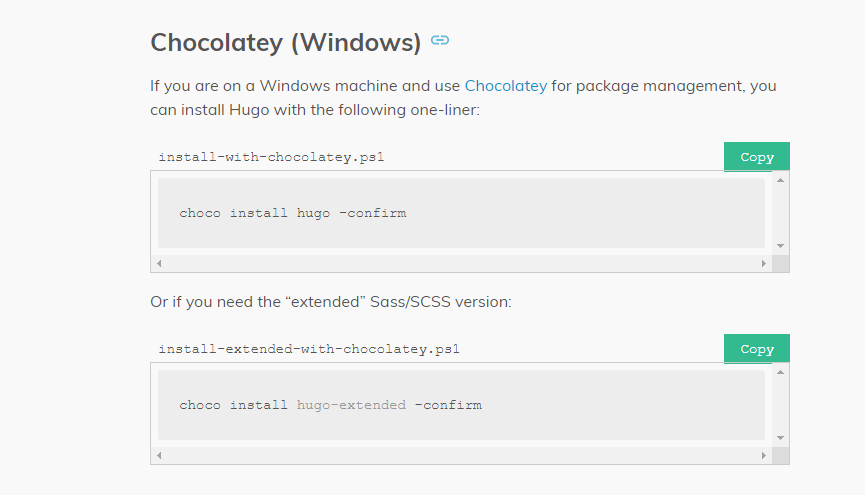 Chocolatey (Windows)
If you are on a Windows machine and use Chocolatey for package management, you
can install Hugo with the following one-liner:
install-with-chocolatey.ps1
Copy
choco install hugo -confirm
Or if you need the “extended” Sass/SCSS version:
install-extended-with-chocolatey.ps1
Copy
choco install hugo-extended -confirm